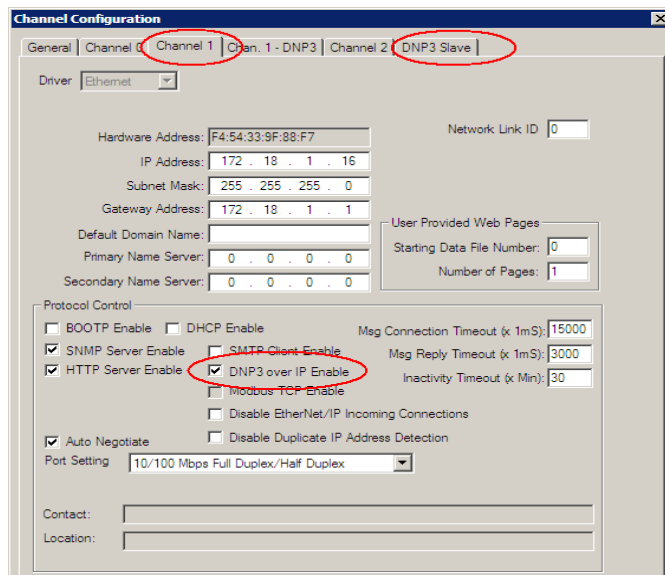 Channel Configuration
General Channel 0 Channel 1 Chan. 1 - DNP3 Channel 2 DNP3 Slave
Driver Ethernet
Hardware Address: F4:54:33:9F:88:F7
Network Link ID 0
IP Address: 172 . 18 . 1 . 16
Subnet Mask: 255 . 255 . 255 . 0
Gateway Address: 172 . 18 . 1 . 1
Default Domain Name:
Primary Name Server: 0 . 0 . 0 . 0
Secondary Name Server: 0 . 0 . 0 . 0
User Provided Web Pages
Starting Data File Number: 0
Number of Pages: 1
Protocol Control
BOOTP Enable DHCP Enable
SNMP Server Enable SMTP Client Enable
HTTP Server Enable DNP3 over IP Enable
Modbus TCP Enable
Disable EtherNet/IP Incoming Connections
Auto Negotiate Disable Duplicate IP Address Detection
Msg Connection Timeout (x 1mS): 15000
Msg Reply Timeout (x 1mS): 3000
Inactivity Timeout (x Min): 30
Port Setting 10/100 Mbps Full Duplex/Half Duplex
Contact:
Location: